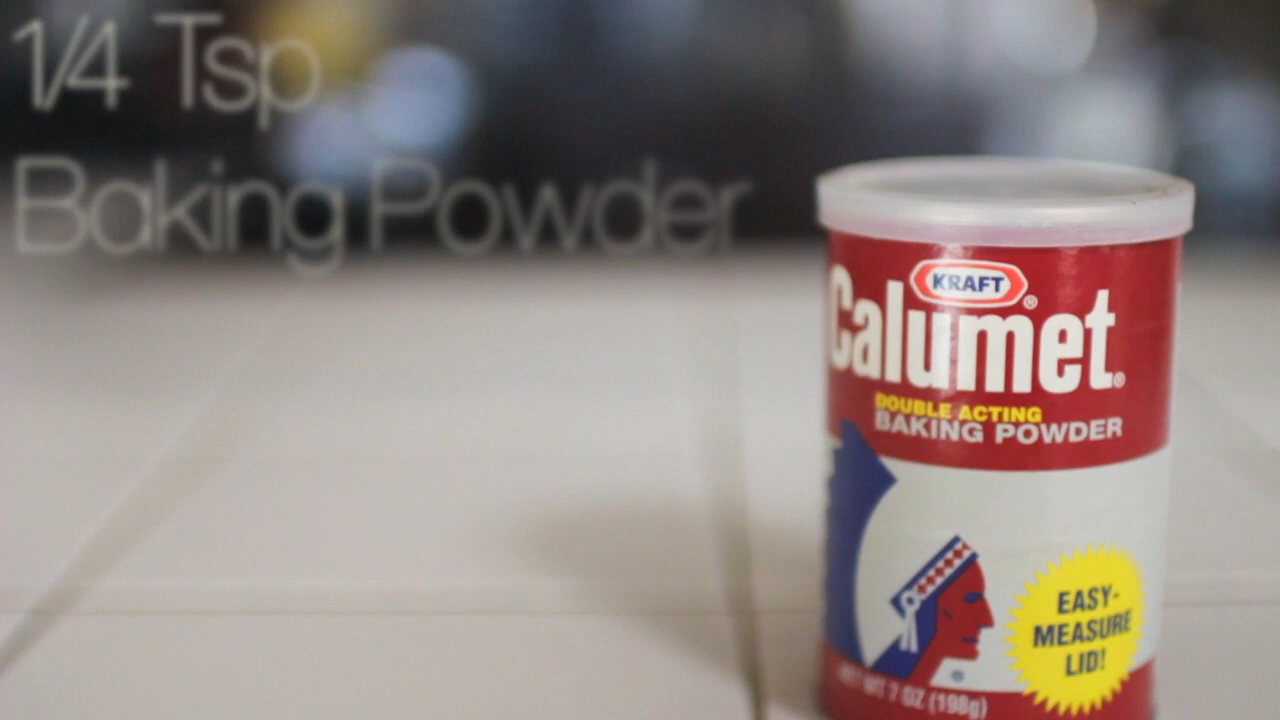 1/4 Tsp
Baking Powder
KRAFT
Calumet®
DOUBLE ACTING
BAKING POWDER
EASY-
MEASURE
LID!
NET WT 7 OZ (198g)